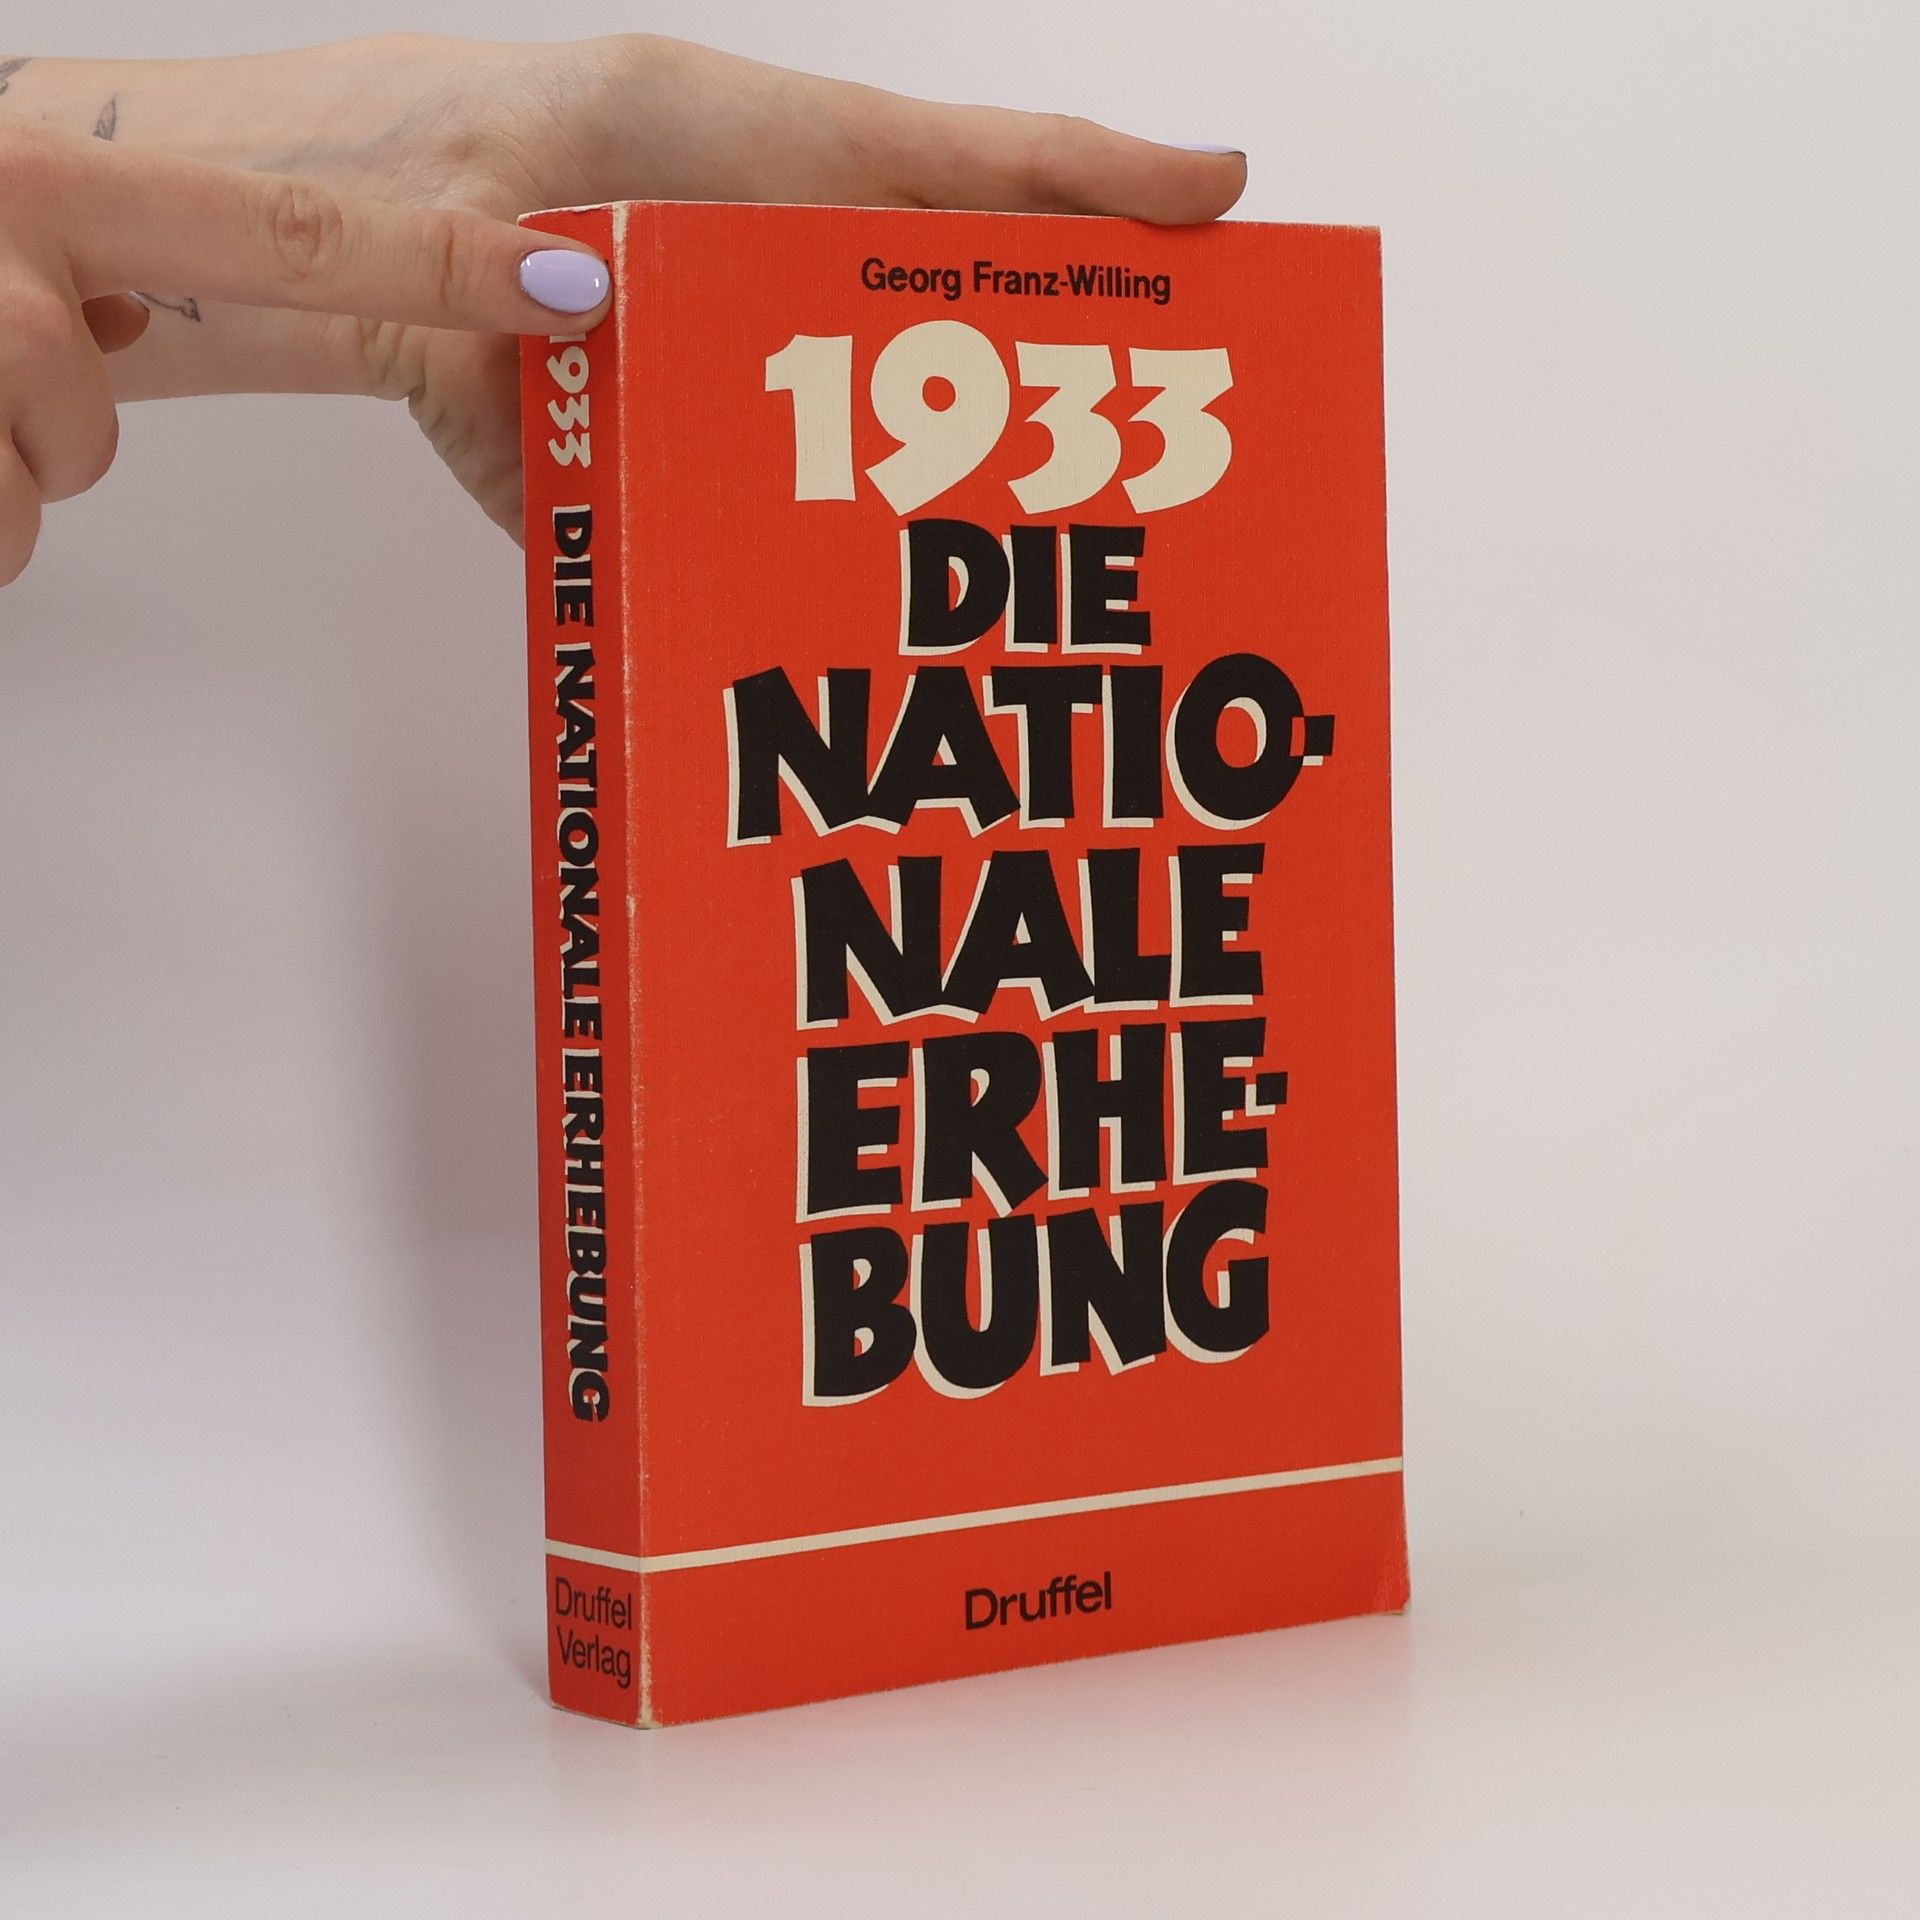 Georg Franz-Willing
1933
DIE
NATIO-
NALE
ERHE-
BUNG
Druffel
1933 DIE NATIONALE ERHEBUNG
Druffel
Verlag